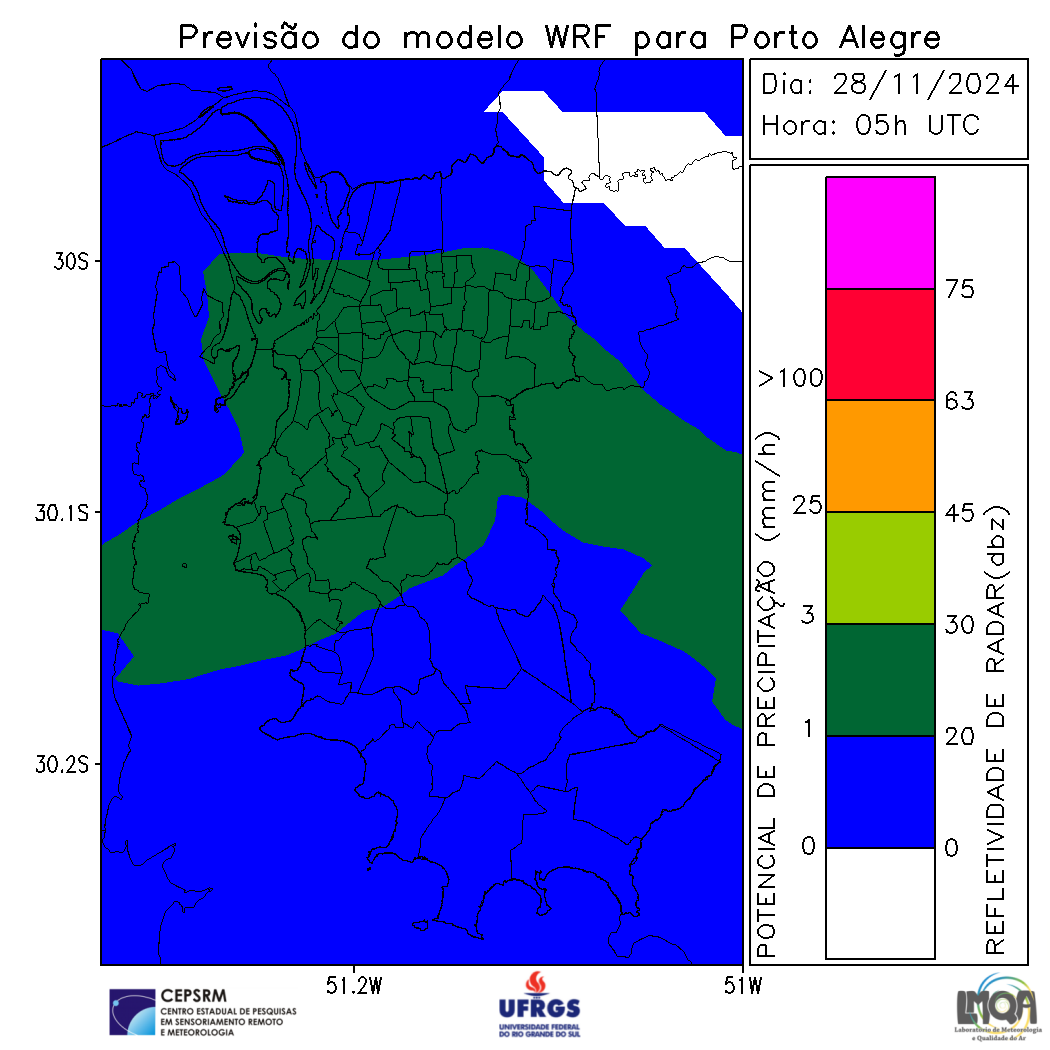 Previsão do modelo WRF para Porto Alegre
Dia: 28/11/2024
Hora: 05h UTC
30S
30.1S
30.2S
51.2W
51W
POTENCIAL DE PRECIPITAÇÃO (mm/h)
>100
25
3
1
0
75
63
45
30
20
0
REFLETIVIDADE DE RADAR(dbz)
CEPSRM
CENTRO ESTADUAL DE PESQUISAS
EM SENSORIAMENTO REMOTO
E METEOROLOGIA
UFRGS
UNIVERSIDADE FEDERAL
DO RIO GRANDE DO SUL
LMQA
Laboratório de Meteorologia
e Qualidade do Ar